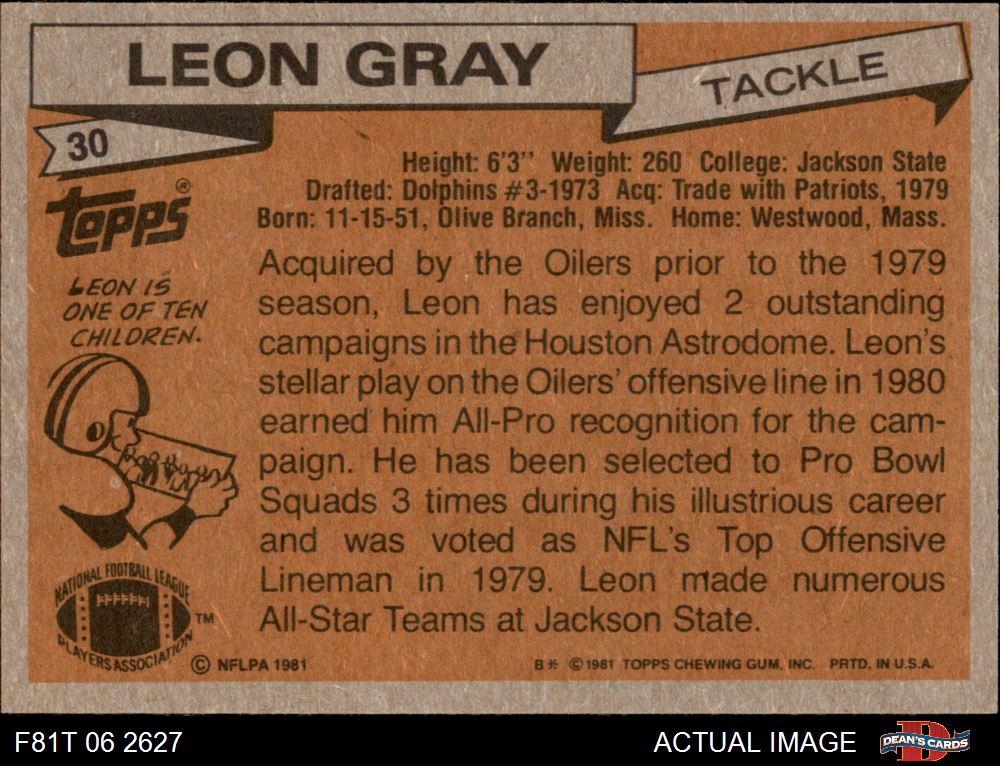 LEON GRAY
TACKLE
30
Height: 6'3" Weight: 260 College: Jackson State
Drafted: Dolphins #3-1973 Acq: Trade with Patriots, 1979
Born: 11-15-51, Olive Branch, Miss. Home: Westwood, Mass.
TOPPS®
LEON IS
ONE OF TEN
CHILDREN.
Acquired by the Oilers prior to the 1979
season, Leon has enjoyed 2 outstanding
campaigns in the Houston Astrodome. Leon's
stellar play on the Oilers' offensive line in 1980
earned him All-Pro recognition for the cam-
paign. He has been selected to Pro Bowl
Squads 3 times during his illustrious career
and was voted as NFL's Top Offensive
Lineman in 1979. Leon made numerous
All-Star Teams at Jackson State.
NATIONAL FOOTBALL LEAGUE
PLAYERS ASSOCIATION
TM
© NFLPA 1981
B** © 1981 TOPPS CHEWING GUM, INC. PRTD. IN U.S.A.
F81T 06 2627
ACTUAL IMAGE
D
DEAN'S CARDS